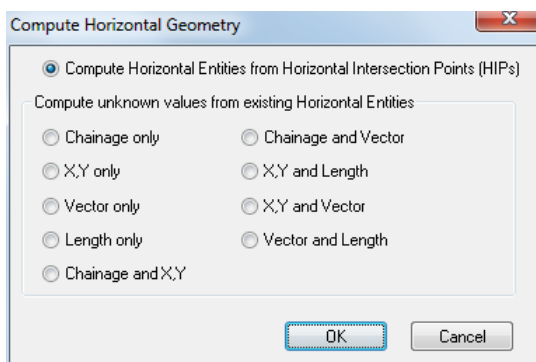 Compute Horizontal Geometry
x
Compute Horizontal Entities from Horizontal Intersection Points (HIPs)
Compute unknown values from existing Horizontal Entities
Chainage only
Chainage and Vector
X,Y only
X,Y and Length
Vector only
X,Y and Vector
Length only
Vector and Length
Chainage and X,Y
OK
Cancel